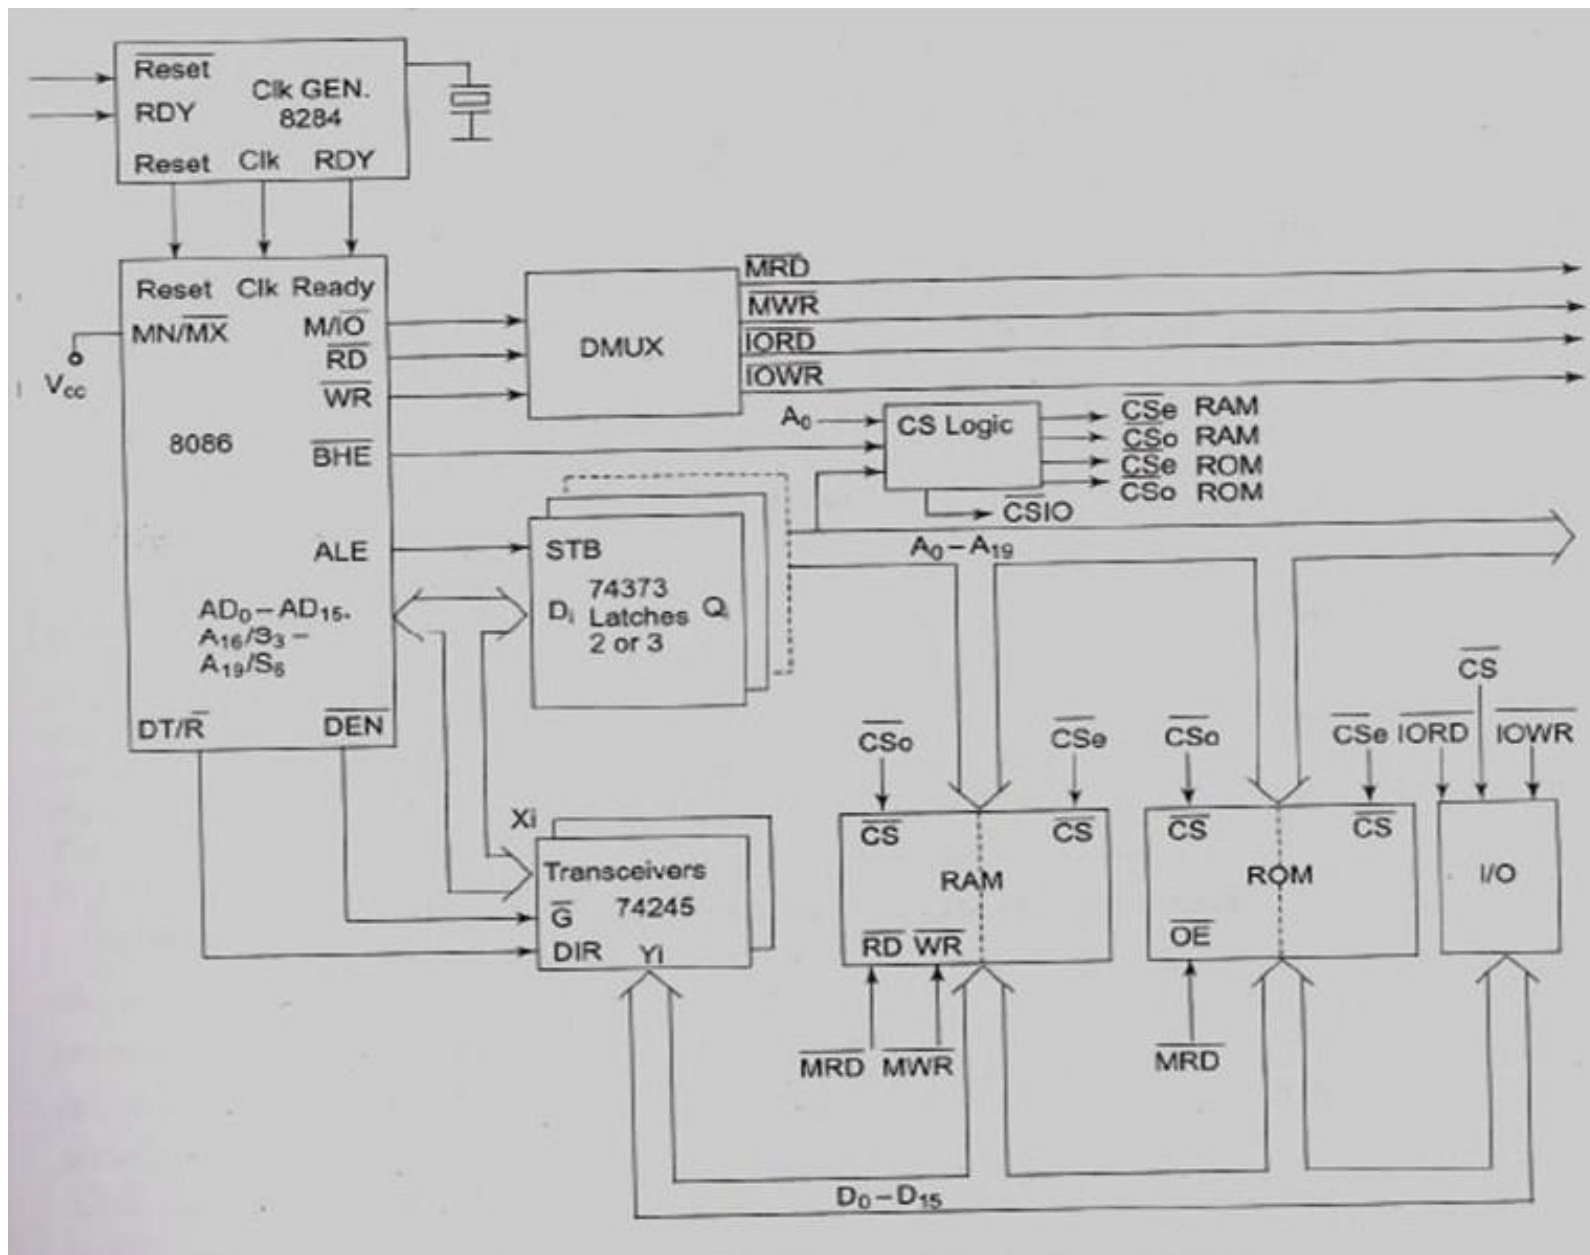 Reset
RDY
Clk GEN.
8284
Reset Clk RDY
Reset Clk Ready
MN/MX
M/IO
RD
WR
Vcc
8086
BHE
ALE
AD0 – AD15.
A16/S3 –
A19/S6
DT/R
DEN
DMUX
MRD
MWR
IORD
IOWR
A0
CS Logic
CSe RAM
CSo RAM
CSe ROM
CSo ROM
CSIO
A0 – A19
STB
74373
Di Latches Qi
2 or 3
Xi
Transceivers
74245
G
DIR Yi
CSo
CSe
CSo
CSe
IORD
CS
IOWR
CS
CS
RAM
RD WR
MRD MWR
CS
CS
ROM
OE
MRD
I/O
D0 – D15